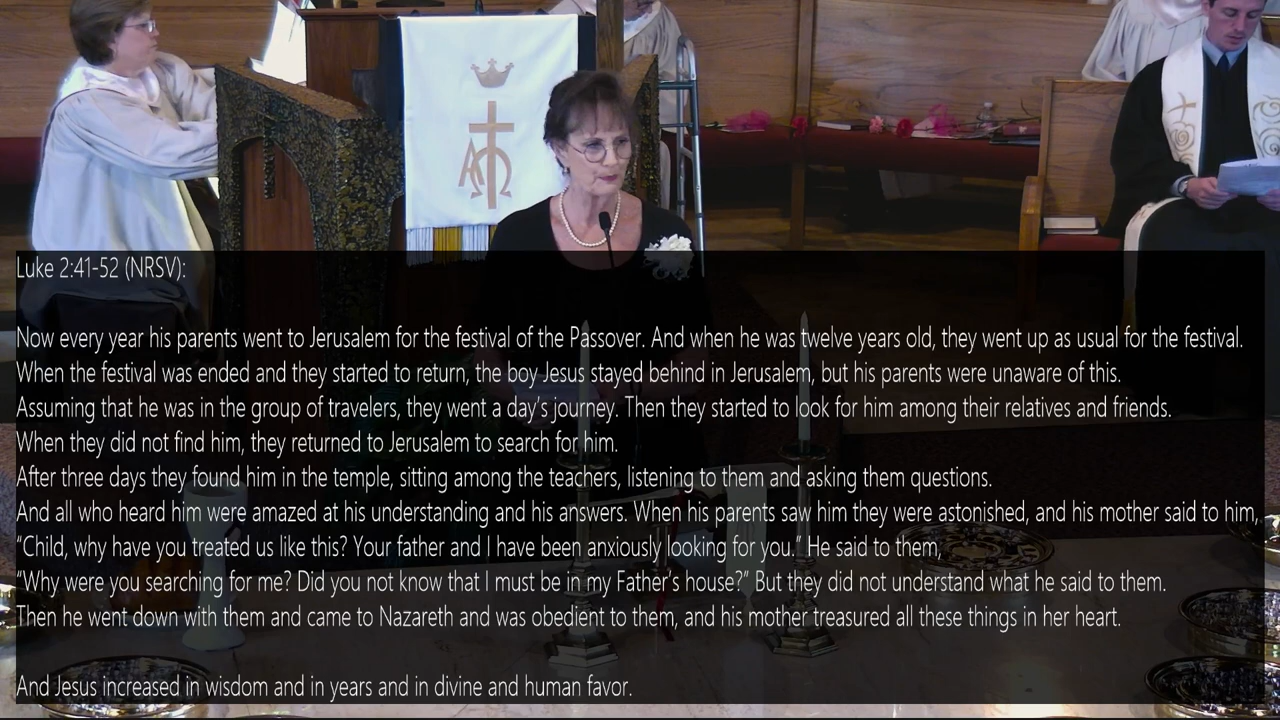 Luke 2:41-52 (NRSV):
Now every year his parents went to Jerusalem for the festival of the Passover. And when he was twelve years old, they went up as usual for the festival.
When the festival was ended and they started to return, the boy Jesus stayed behind in Jerusalem, but his parents were unaware of this.
Assuming that he was in the group of travelers, they went a day's journey. Then they started to look for him among their relatives and friends.
When they did not find him, they returned to Jerusalem to search for him.
After three days they found him in the temple, sitting among the teachers, listening to them and asking them questions.
And all who heard him were amazed at his understanding and his answers. When his parents saw him they were astonished, and his mother said to him,
“Child, why have you treated us like this? Your father and I have been anxiously looking for you.” He said to them,
“Why were you searching for me? Did you not know that I must be in my Father’s house?” But they did not understand what he said to them.
Then he went down with them and came to Nazareth and was obedient to them, and his mother treasured all these things in her heart.
And Jesus increased in wisdom and in years and in divine and human favor.